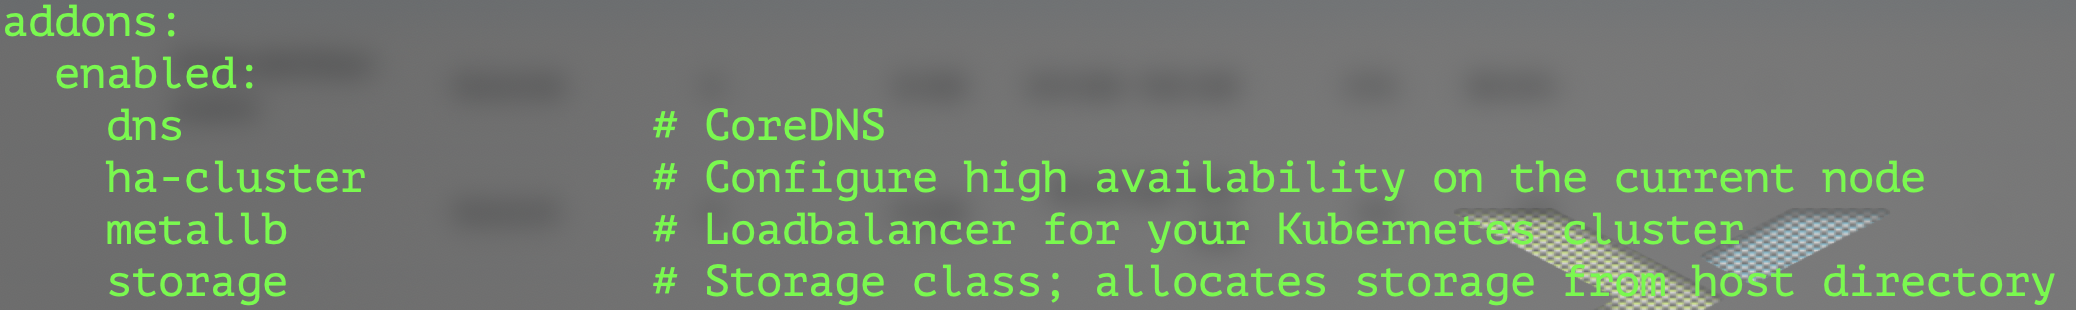 addons:
  enabled:
    dns                  # CoreDNS
    ha-cluster           # Configure high availability on the current node
    metallb              # Loadbalancer for your Kubernetes cluster
    storage              # Storage class; allocates storage from host directory